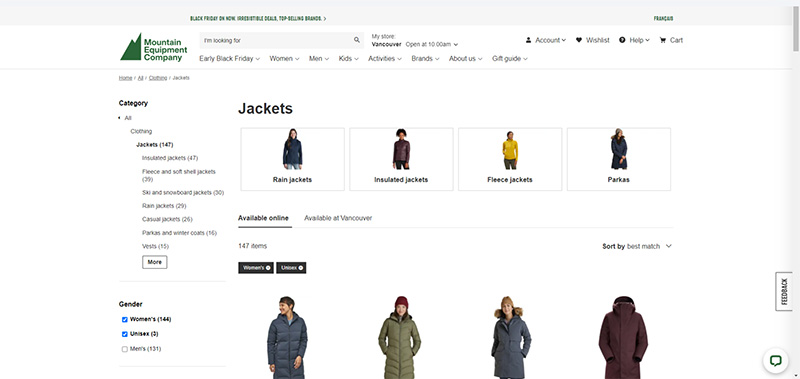 BLACK FRIDAY ON NOW. IRRESISTIBLE DEALS, TOP-SELLING BRANDS. >
FRANÇAIS
Mountain
Equipment
Company
I'm looking for
My store:
Vancouver Open at 10:00am
Account
Wishlist
Help
Cart
Early Black Friday
Women
Men
Kids
Activities
Brands
About us
Gift guide
Home / All / Clothing / Jackets
Category
All
Clothing
Jackets (147)
Insulated jackets (47)
Fleece and soft shell jackets
(39)
Ski and snowboard jackets (30)
Rain jackets (29)
Casual jackets (25)
Parkas and winter coats (16)
Vests (15)
More
Gender
Women's (144)
Unisex (3)
Men's (131)
Jackets
Rain jackets
Insulated jackets
Fleece jackets
Parkas
Available online
Available at Vancouver
147 items
Sort by best match
Women's
Unisex
FEEDBACK